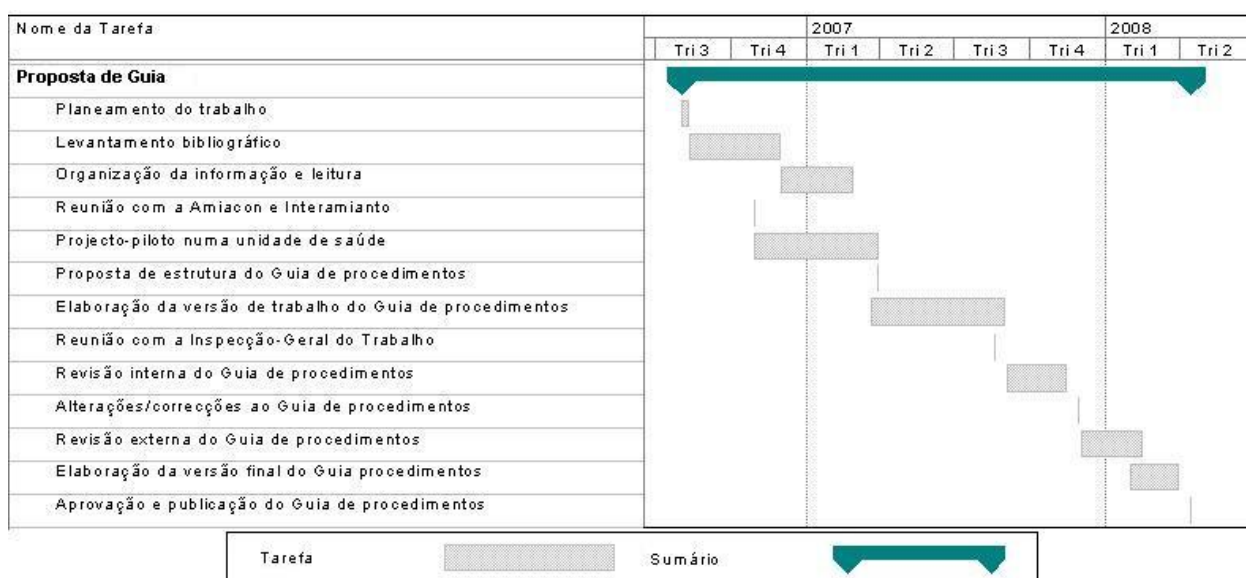 Nome da Tarefa
2007
2008
Tri 3 Tri 4 Tri 1 Tri 2 Tri 3 Tri 4 Tri 1 Tri 2
Proposta de Guia
Planeamento do trabalho
Levantamento bibliográfico
Organização da informação e leitura
Reunião com a Amiacon e Interamianto
Projecto-piloto numa unidade de saúde
Proposta de estrutura do Guia de procedimentos
Elaboração da versão de trabalho do Guia de procedimentos
Reunião com a Inspecção-Geral do Trabalho
Revisão interna do Guia de procedimentos
Alterações/correcções ao Guia de procedimentos
Revisão externa do Guia de procedimentos
Elaboração da versão final do Guia procedimentos
Aprovação e publicação do Guia de procedimentos
Tarefa
Sumário